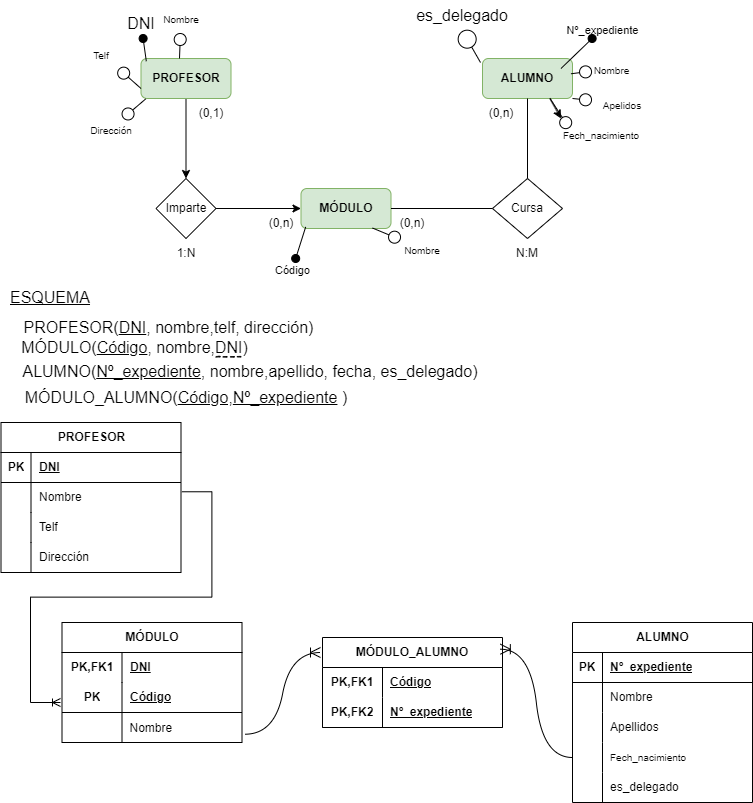 es_delegado
DNI
Nombre
Nº_expediente
Telf
PROFESOR
ALUMNO
Nombre
Apelidos
(0,1)
(0,n)
Dirección
Fech_nacimiento
Imparte
MÓDULO
Cursa
(0,n)
(0,n)
1:N
Nombre
N:M
Código
ESQUEMA
PROFESOR(DNI, nombre,telf, dirección)
MÓDULO(Código, nombre,DNI)
ALUMNO(Nº_expediente, nombre,apellido, fecha, es_delegado)
MÓDULO_ALUMNO(Código,Nº_expediente )
PROFESOR
PK DNI
Nombre
Telf
Dirección
MÓDULO
PK,FK1 DNI
PK Código
Nombre
MÓDULO_ALUMNO
PK,FK1 Código
PK,FK2 Nº_expediente
ALUMNO
PK Nº_expediente
Nombre
Apellidos
Fech_nacimiento
es_delegado